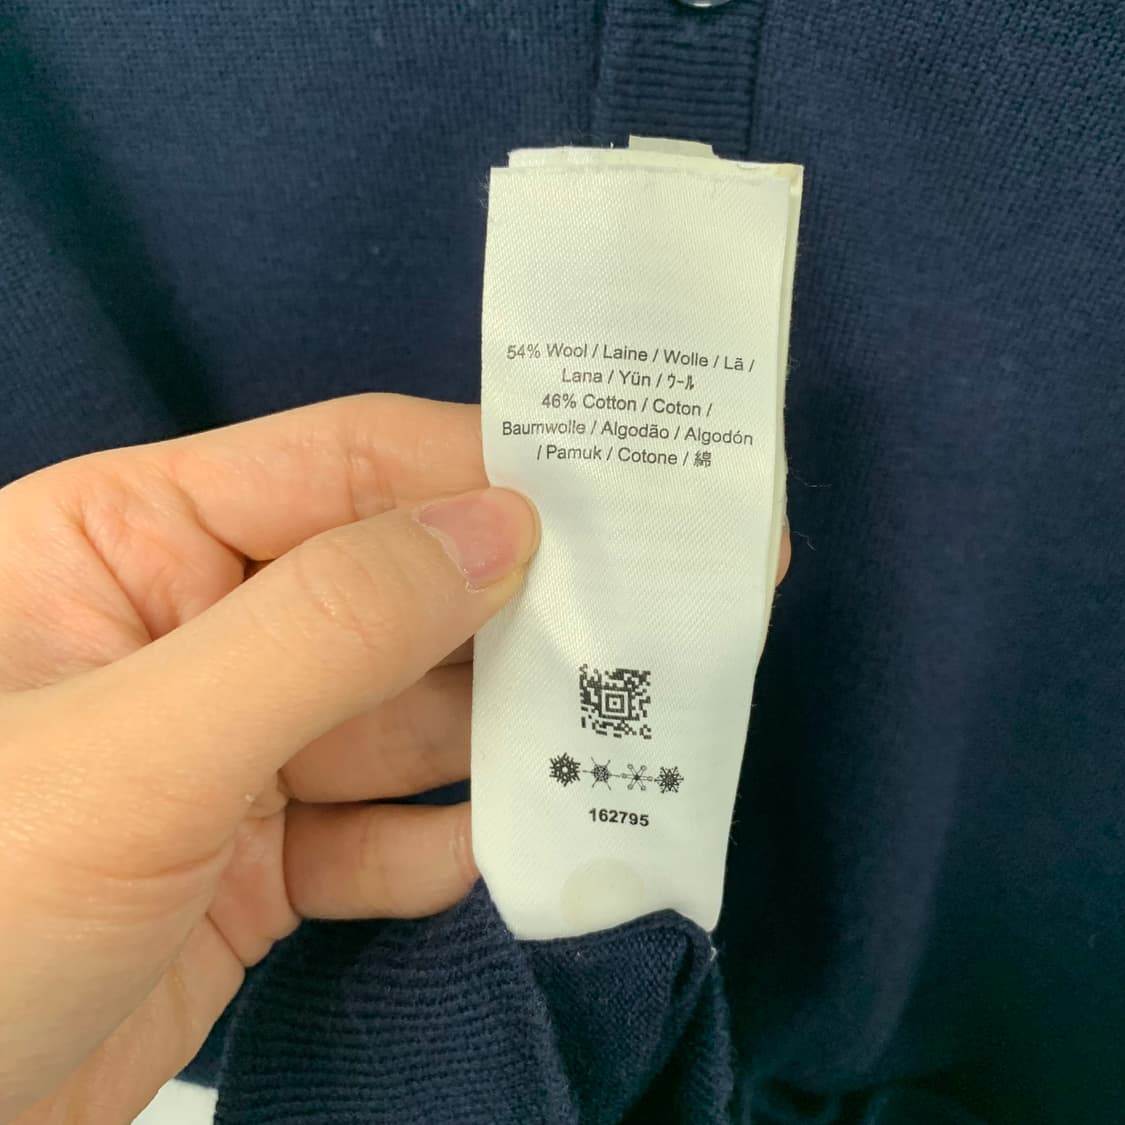 54% Wool / Laine / Wolle / Lã /
Lana / Yün / ウール
46% Cotton / Coton /
Baumwolle / Algodão / Algodón
/ Pamuk / Cotone / 綿
162795